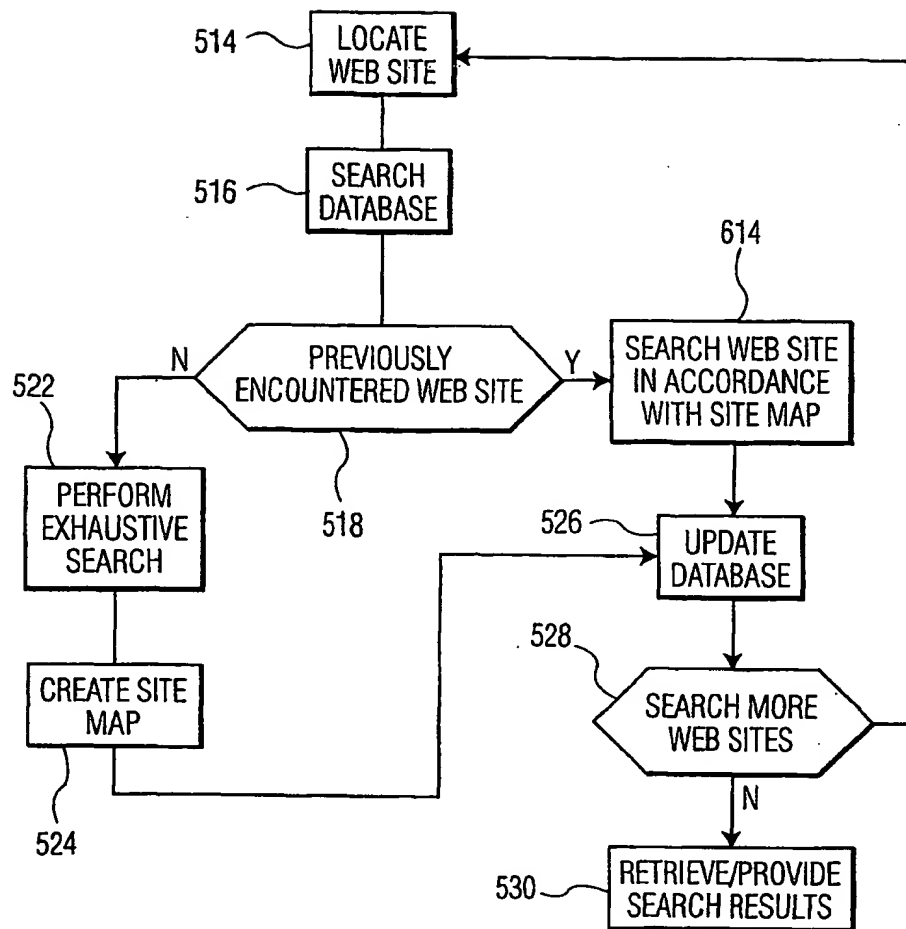 514
LOCATE
WEB SITE
516
SEARCH
DATABASE
614
N
PREVIOUSLY
ENCOUNTERED WEB SITE
Y
SEARCH WEB SITE
IN ACCORDANCE
WITH SITE MAP
522
518
PERFORM
EXHAUSTIVE
SEARCH
526
UPDATE
DATABASE
528
CREATE SITE
MAP
SEARCH MORE
WEB SITES
524
N
530
RETRIEVE/PROVIDE
SEARCH RESULTS